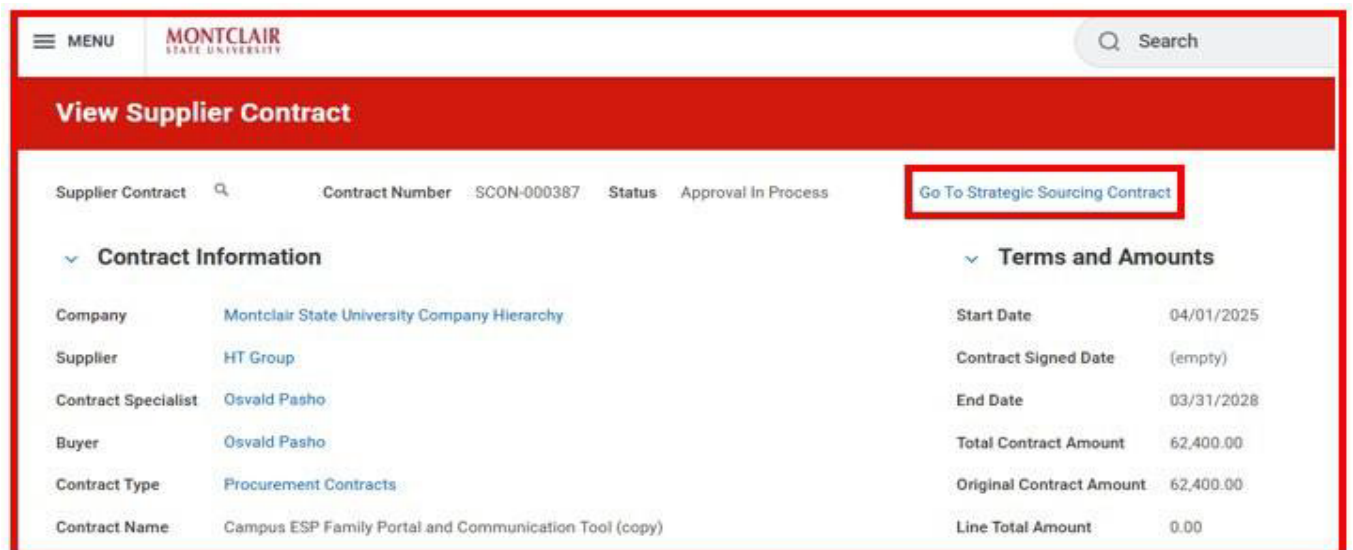 MENU
MONTCLAIR
STATE UNIVERSITY
Search
View Supplier Contract
Supplier Contract Contract Number SCON-000387 Status Approval In Process Go To Strategic Sourcing Contract
Contract Information
Company Montclair State University Company Hierarchy
Supplier HT Group
Contract Specialist Osvald Pasho
Buyer Osvald Pasho
Contract Type Procurement Contracts
Contract Name Campus ESP Family Portal and Communication Tool (copy)
Terms and Amounts
Start Date 04/01/2025
Contract Signed Date (empty)
End Date 03/31/2028
Total Contract Amount 62,400.00
Original Contract Amount 62,400.00
Line Total Amount 0.00